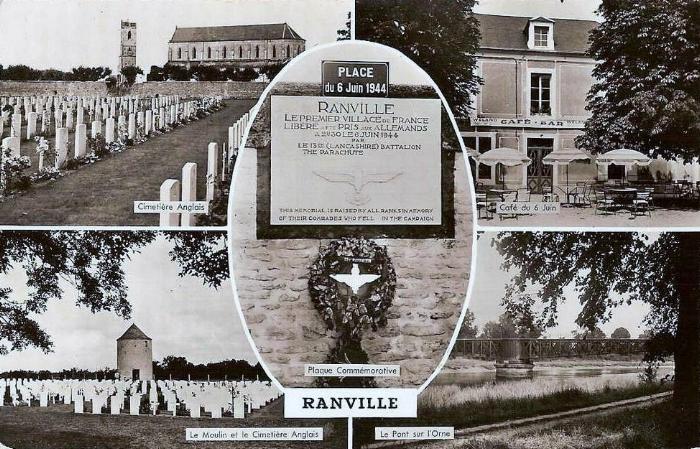 Cimetière Anglais
PLACE
du 6 Juin 1944
RANVILLE
LE PREMIER VILLAGE DE FRANCE
LIBÉRÉ ET PRIS AUX ALLEMANDS
A 2H30 LE 6 JUIN 1944
PAR
LE 13ÈME (LANCASHIRE) BATTALION
THE PARACHUTE
THIS MEMORIAL IS RAISED BY ALL RANKS IN MEMORY
OF THEIR COMRADES WHO FELL IN THE CAMPAIGN
Plaque Commémorative
CAFÉ - BAR
Café du 6 Juin
Le Moulin et le Cimetière Anglais
RANVILLE
Le Pont sur l'Orne